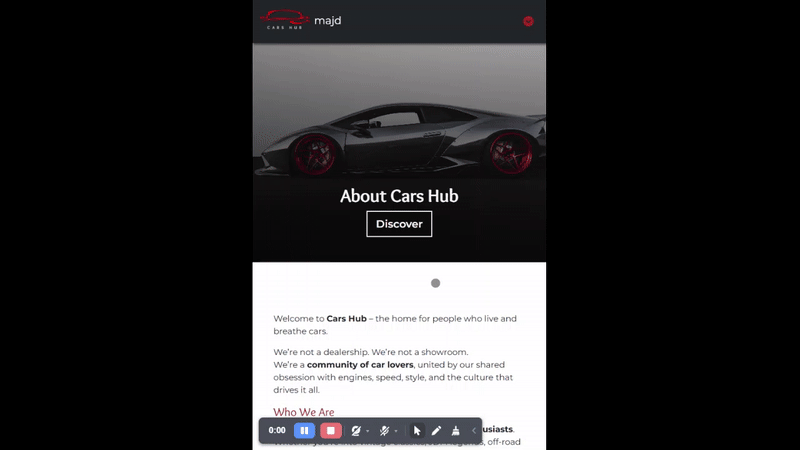 CARS HUB
majd
About Cars Hub
Discover
Welcome to Cars Hub – the home for people who live and
breathe cars.
We're not a dealership. We're not a showroom.
We're a community of car lovers, united by our shared
obsession with engines, speed, style, and the culture that
drives it all.
Who We Are
usiasts.
0:00
off-road